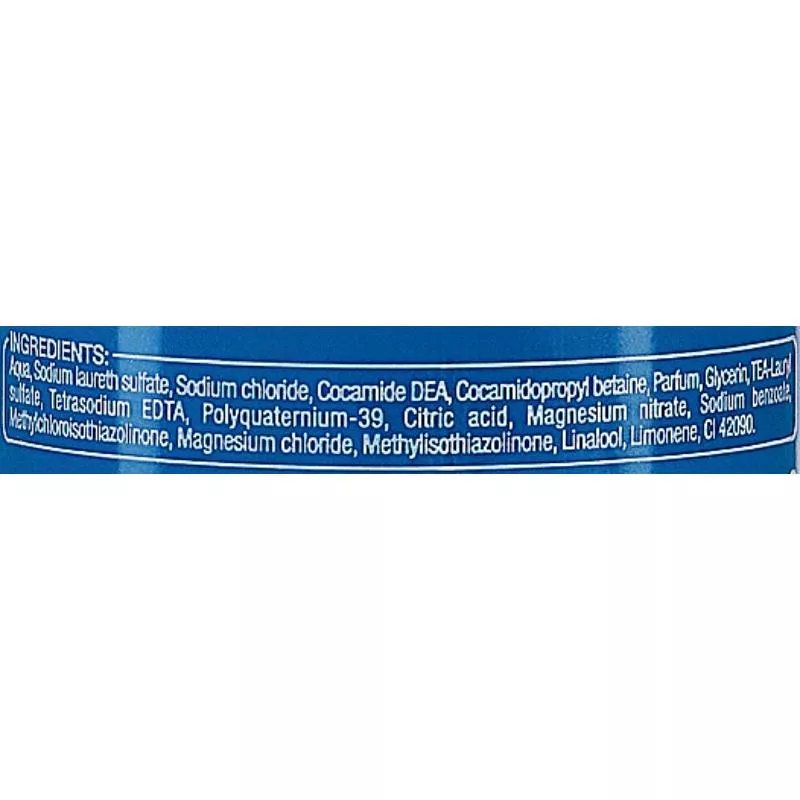 INGREDIENTS:
Aqua, Sodium laureth sulfate, Sodium chloride, Cocamide DEA, Cocamidopropyl betaine, Parfum, Glycerin, TEA-Lauryl
sulfate, Tetrasodium EDTA, Polyquaternium-39, Citric acid, Magnesium nitrate, Sodium benzoate,
Methylchloroisothiazolinone, Magnesium chloride, Methylisothiazolinone, Linalool, Limonene, CI 42090.